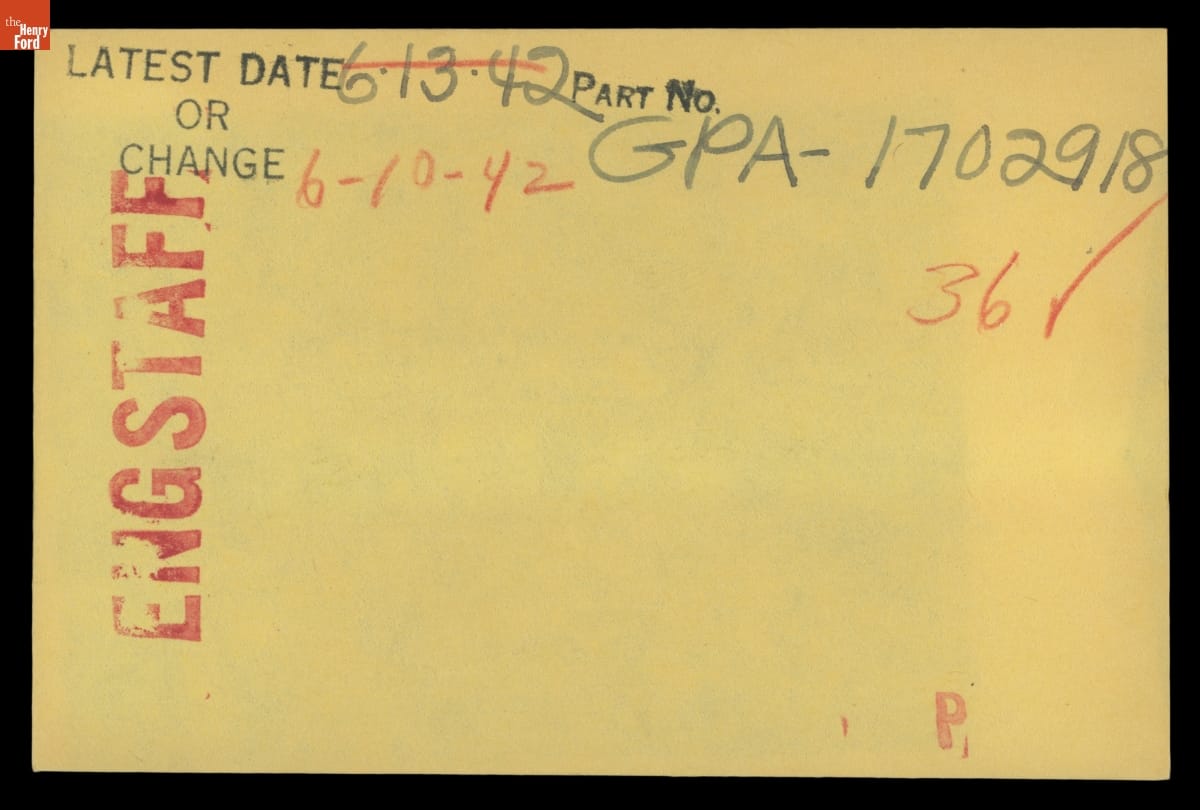 the
Henry
Ford
LATEST DATE 6·13·42 PART No.
OR
CHANGE 6-10-42 GPA-1702918
36 ✓
ENGSTAFF
P